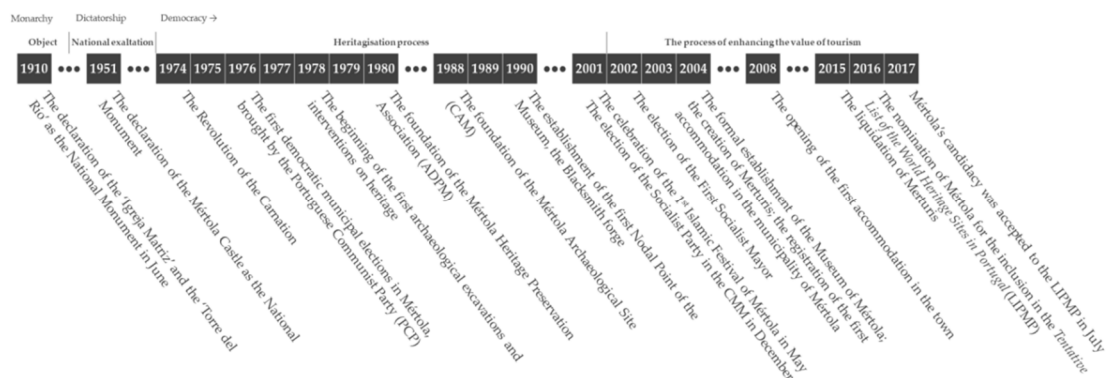 Monarchy Dictatorship Democracy →
Object National exaltation Heritagisation process The process of enhancing the value of tourism
1910 ••• 1951 ••• 1974 1975 1976 1977 1978 1979 1980 ••• 1988 1989 1990 ••• 2001 2002 2003 2004 ••• 2008 ••• 2015 2016 2017
The declaration of the 'Igreja Matriz' and the 'Torre del
Río' as the National Monument in June
The declaration of the Mértola Castle as the National
Monument
The Revolution of the Carnation
The first democratic municipal elections in Mértola,
brought by the Portuguese Communist Party (PCP)
The beginning of the first archaeological excavations and
interventions on heritage
The foundation of the Mértola Heritage Preservation
Association (ADPM)
The foundation of the Mértola Archaeological Site
(CAM)
The establishment of the first Nodal Point of the
Museum, the Blacksmith forge
The celebration of the 1st Islamic Festival of Mértola in May
The election of the Socialist Party in the CMM in December
The election of the First Socialist Mayor
The formal establishment of the Museum of Mértola;
the creation of Merturis; the registration of the first
accommodation in the municipality of Mértola
The opening of the first accommodation in the town
The liquidation of Merturis
The nomination of Mértola for the inclusion in the Tentative
List of the World Heritage Sites in Portugal (LIPMP)
Mértola's candidacy was accepted to the LIPMP in July